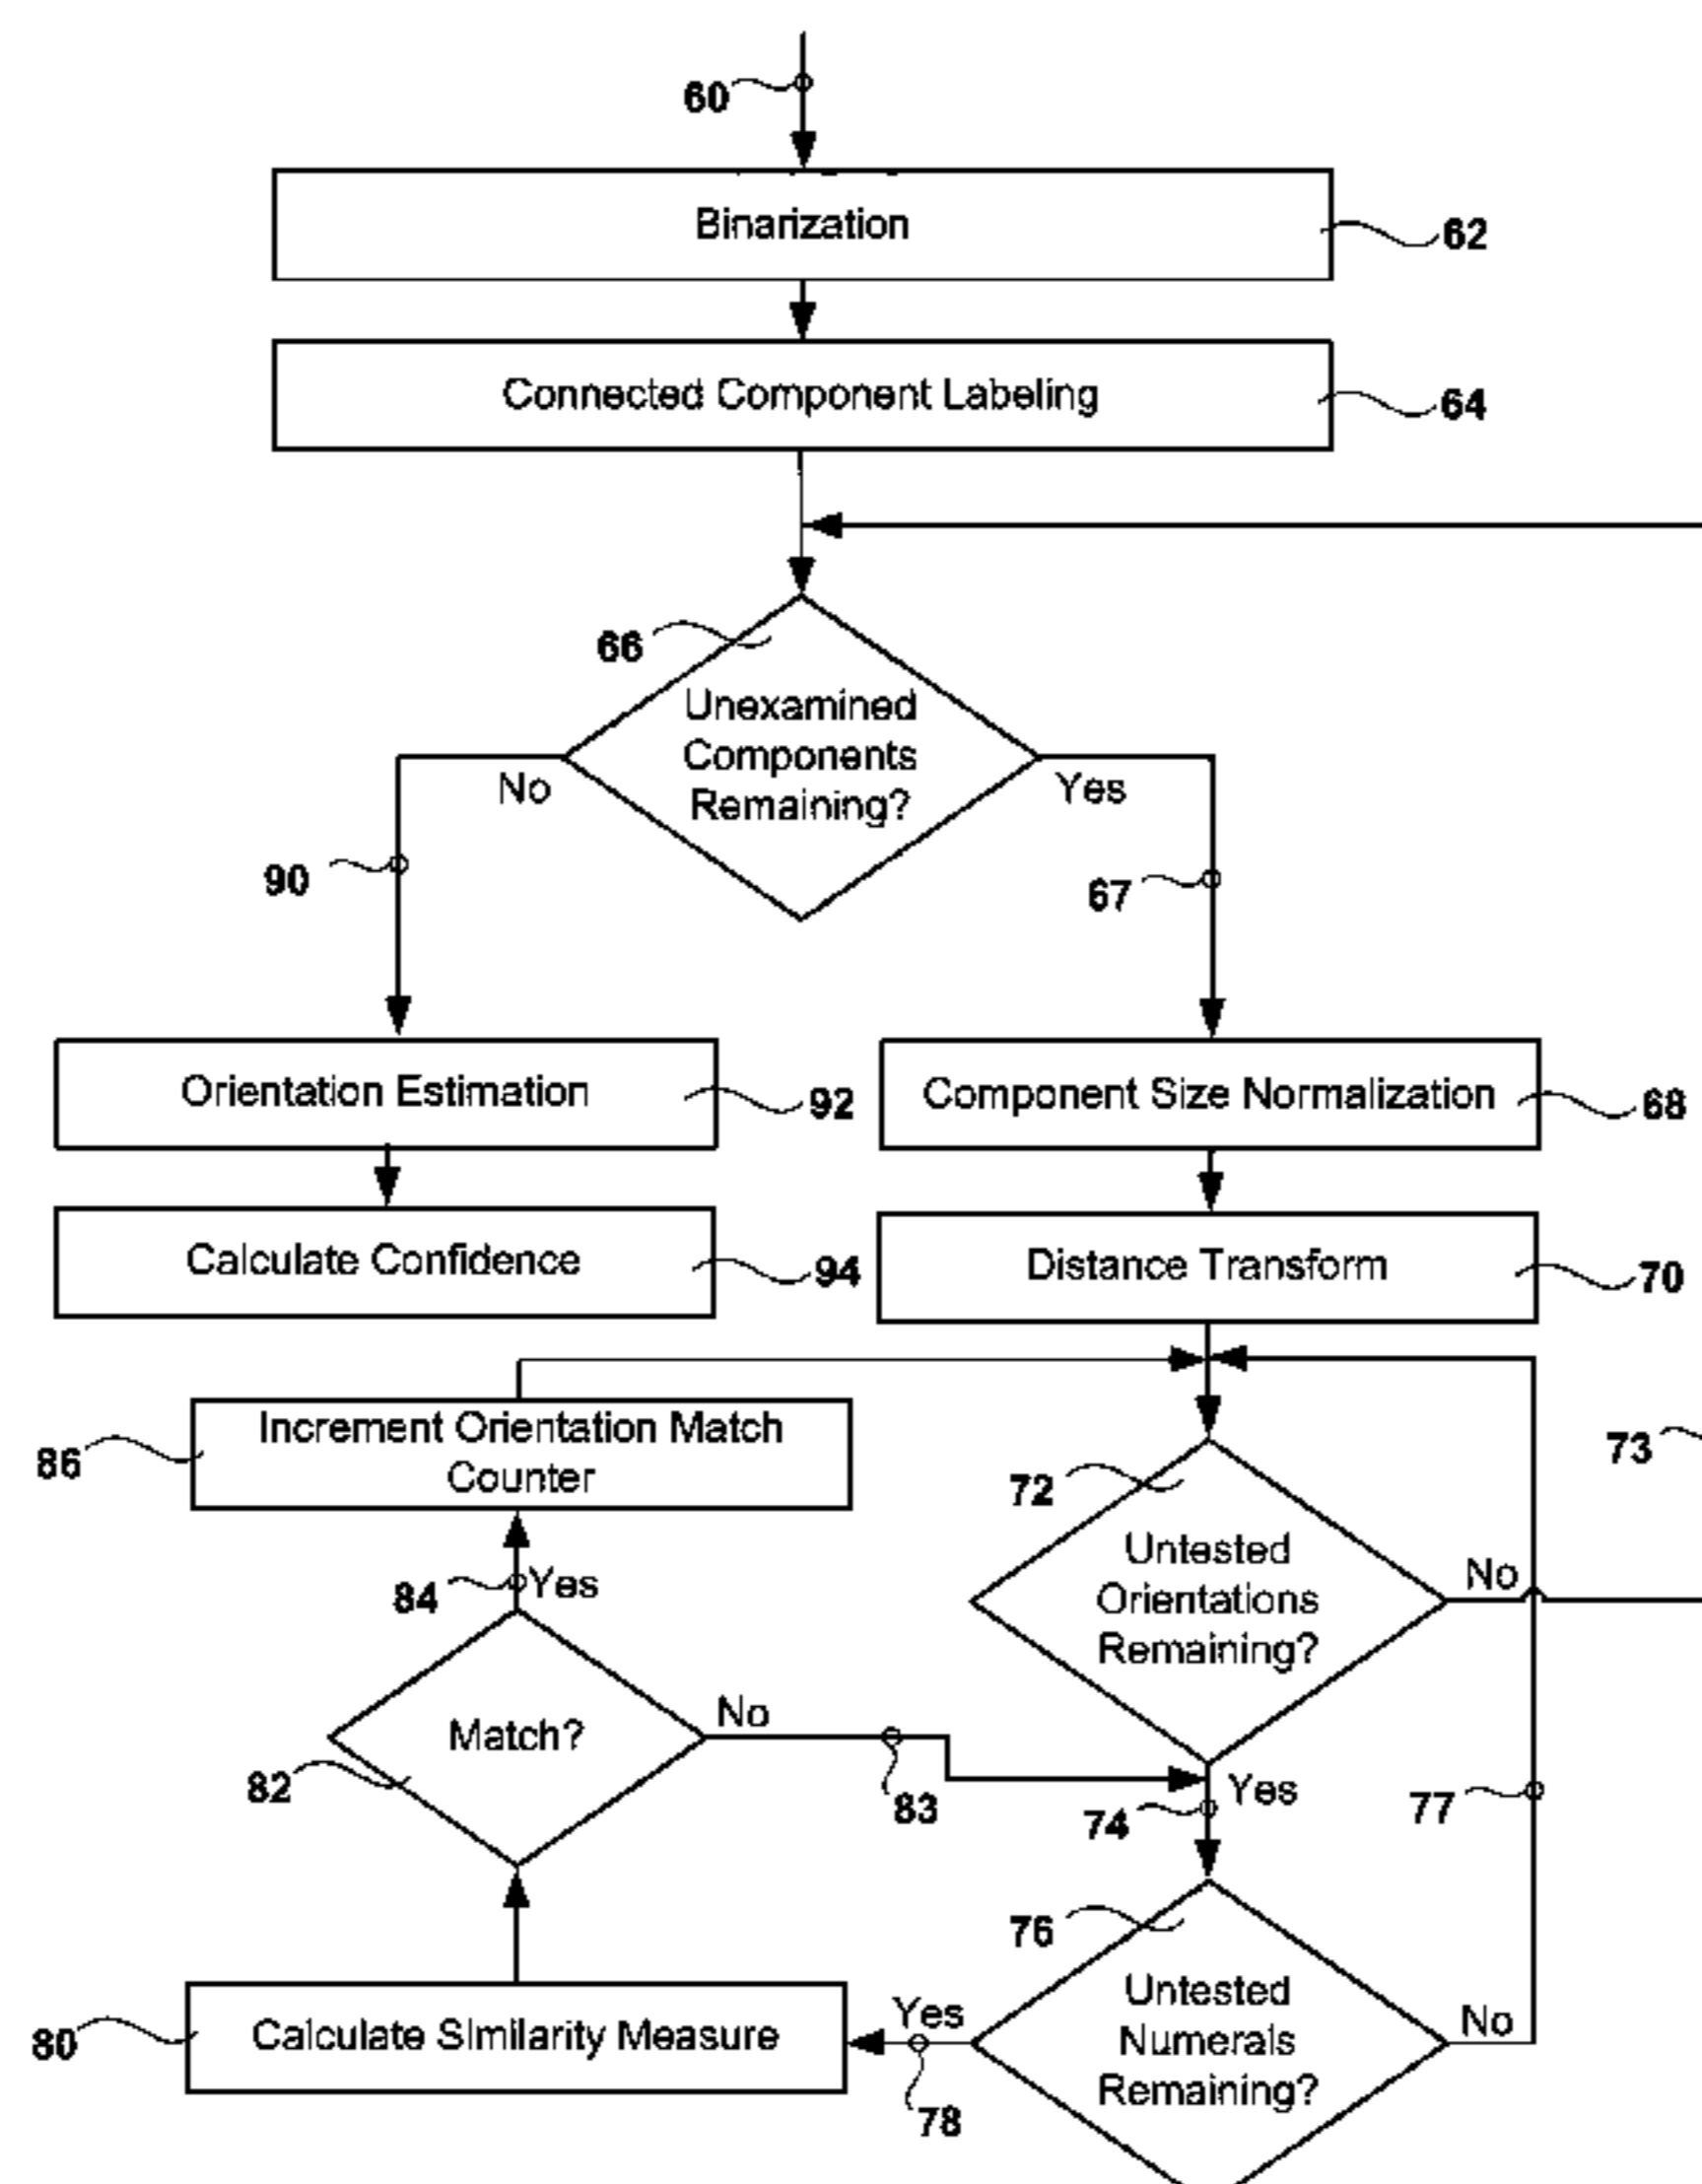 60
Binarization
62
Connected Component Labeling
64
66
Unexamined
Components
Remaining?
No
Yes
90
67
Orientation Estimation
92
Component Size Normalization
68
Calculate Confidence
94
Distance Transform
70
Increment Orientation Match
Counter
86
73
72
Untested
Orientations
Remaining?
No
84
Yes
Match?
No
82
83
Yes
74
77
76
Untested
Numerals
Remaining?
No
Yes
Calculate Similarity Measure
80
78